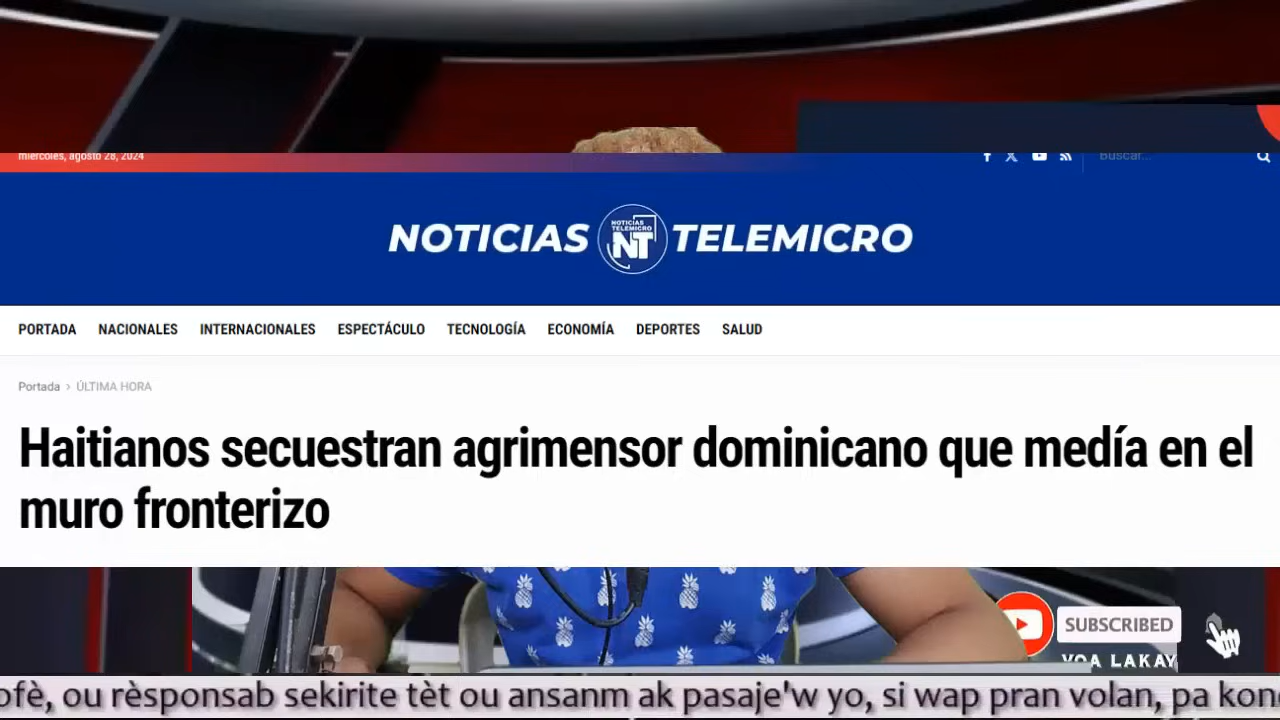 miércoles, agosto 28, 2024
Buscar...
NOTICIAS
NOTICIAS
TELEMICRO
NT
TELEMICRO
PORTADA NACIONALES INTERNACIONALES ESPECTÁCULO TECNOLOGÍA ECONOMÍA DEPORTES SALUD
Portada > ÚLTIMA HORA
Haitianos secuestran agrimensor dominicano que medía en el
muro fronterizo
SUBSCRIBED
VOA LAKAY
ou rèsponsab sekirite tèt ou ansanm ak pasaje'w yo, si wap pran volan, pa